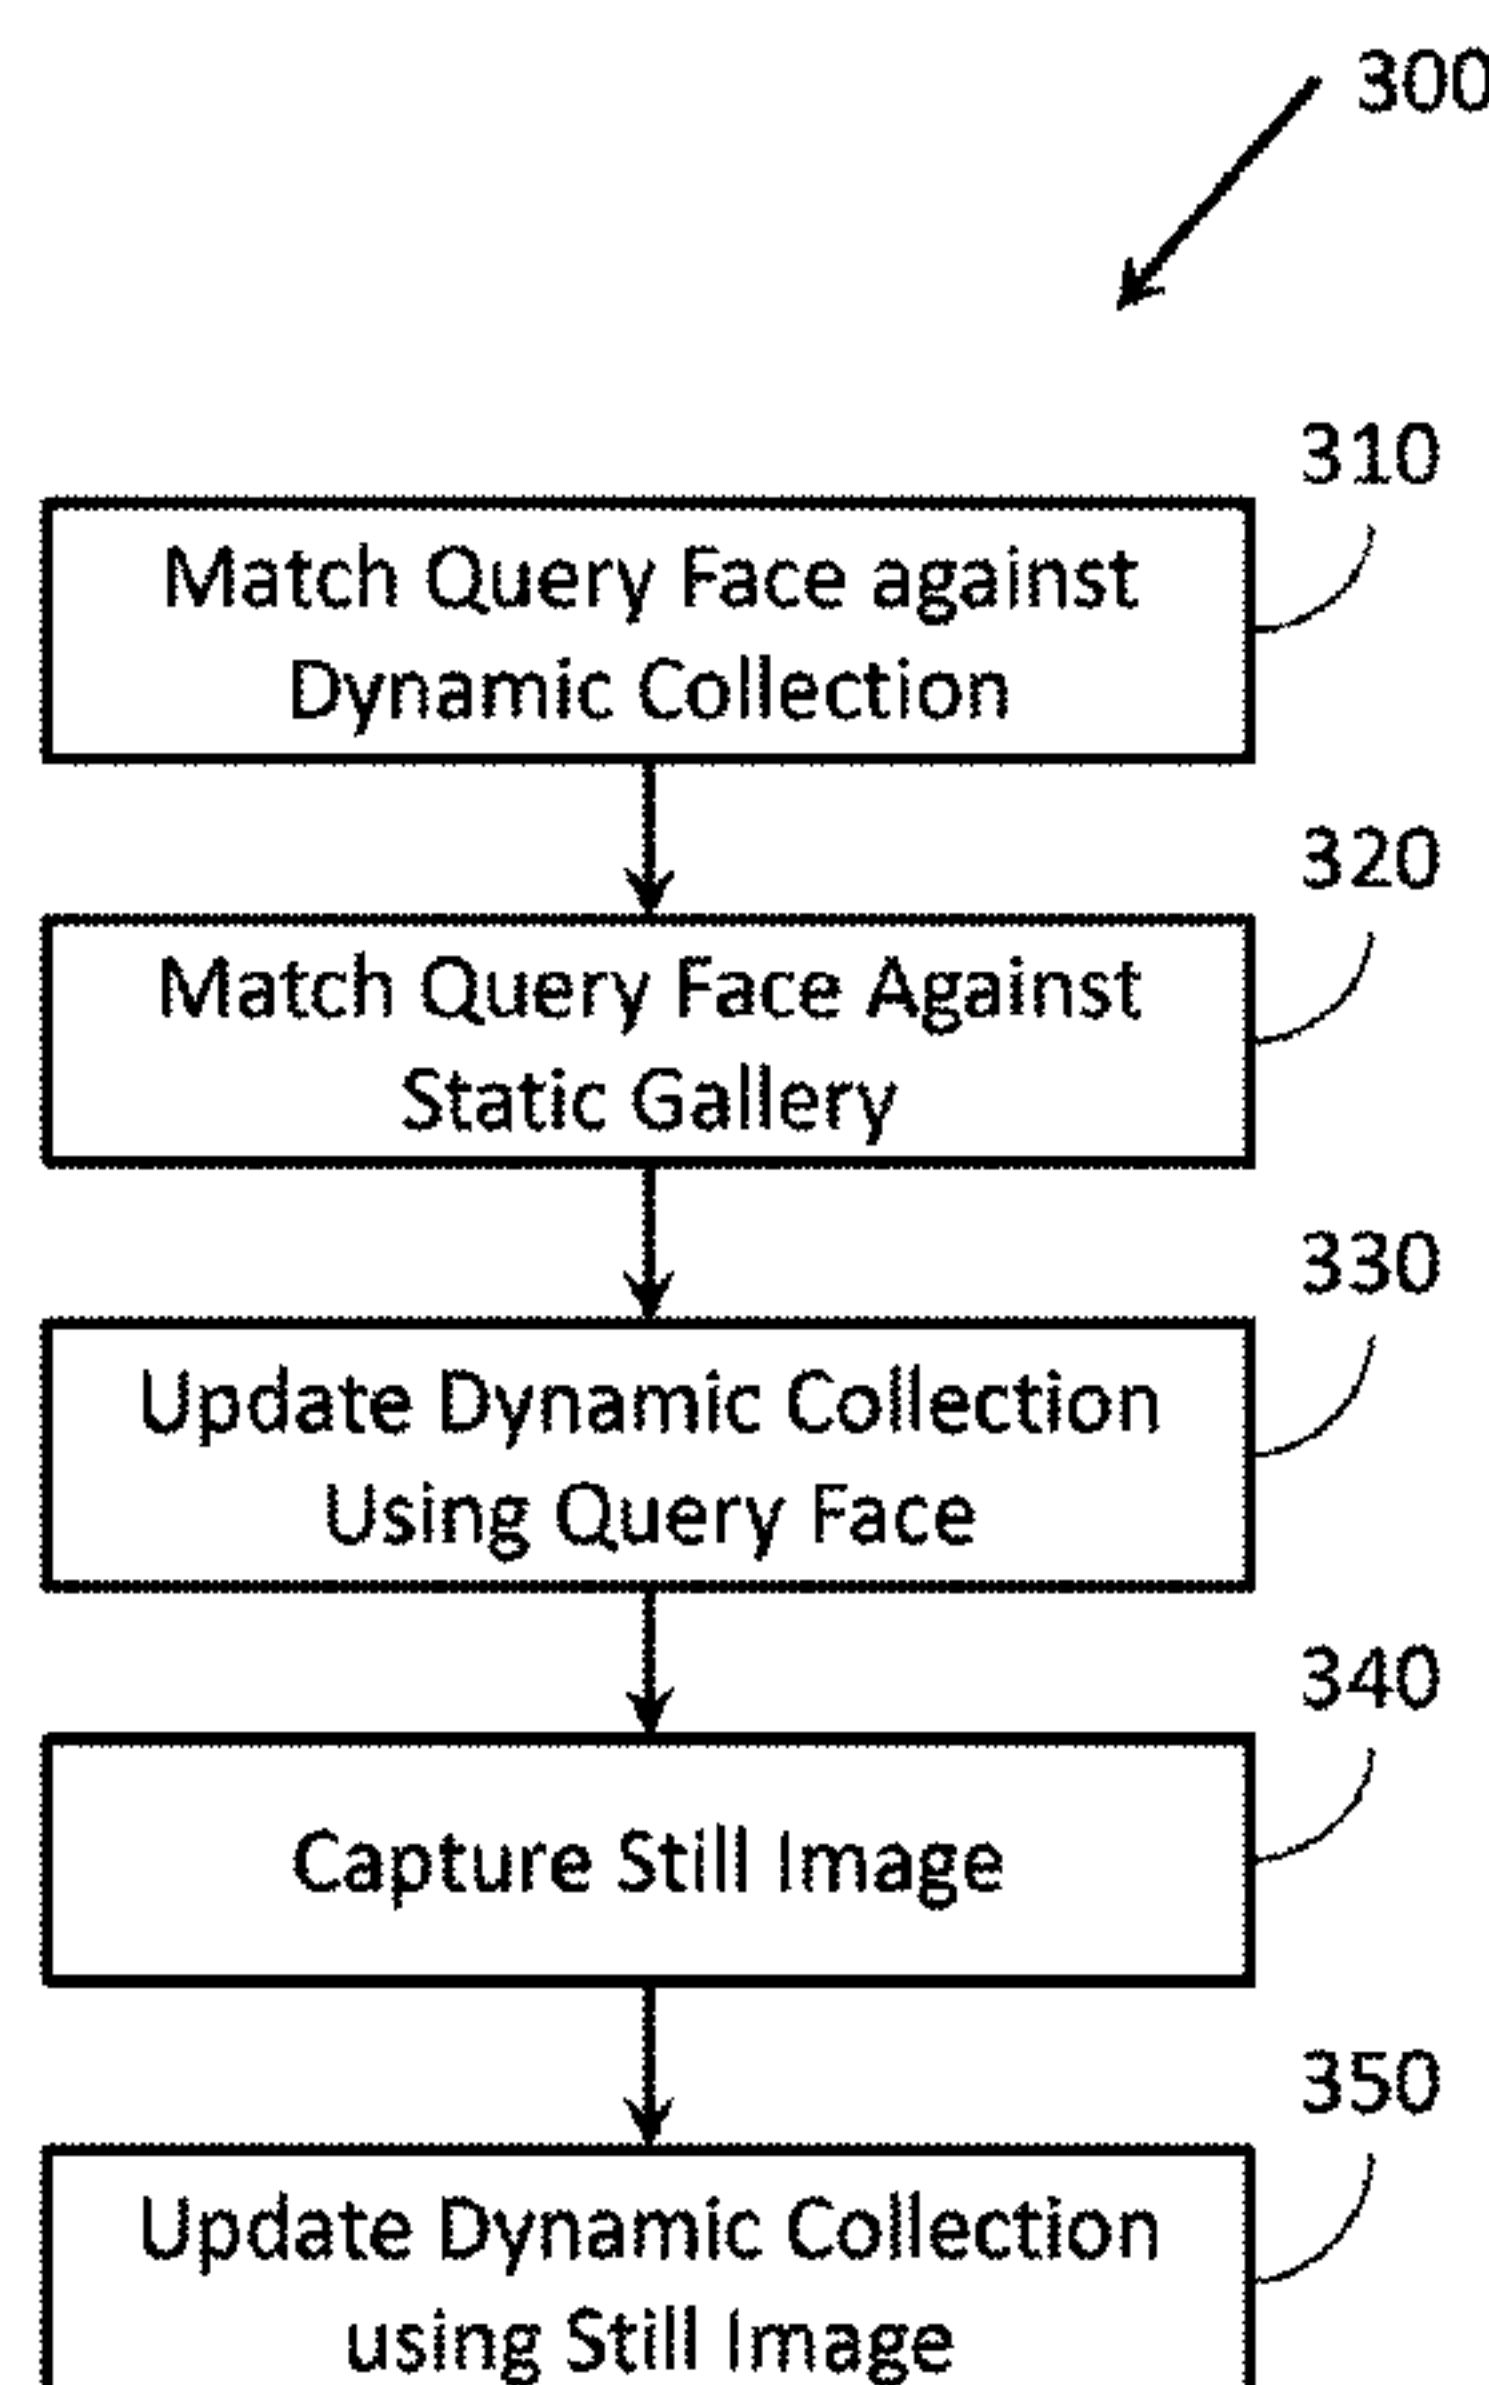 300
310
Match Query Face against
Dynamic Collection
320
Match Query Face Against
Static Gallery
330
Update Dynamic Collection
Using Query Face
340
Capture Still Image
350
Update Dynamic Collection
using Still Image